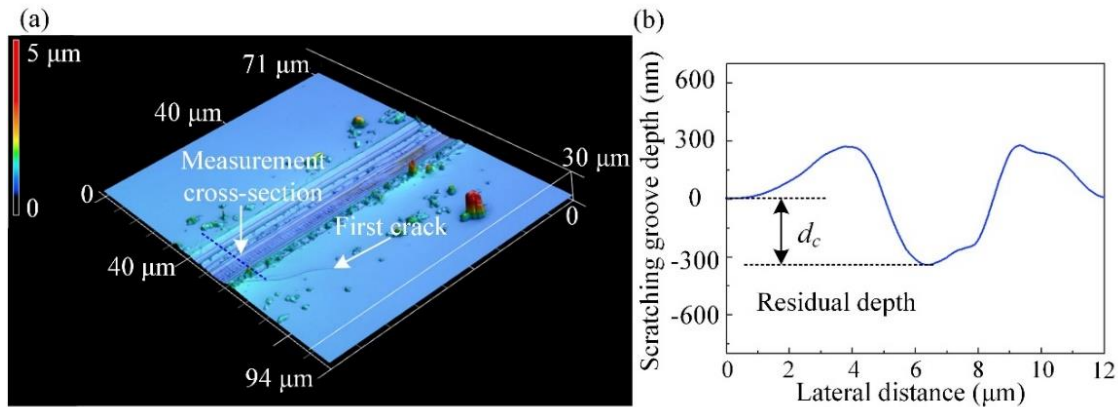 (a)
5 μm
0
71 μm
40 μm
0
Measurement
cross-section
First crack
30 μm
0
40 μm
94 μm
(b)
Scratching groove depth (nm)
600
300
0
-300
-600
d_c
Residual depth
0 2 4 6 8 10 12
Lateral distance (μm)